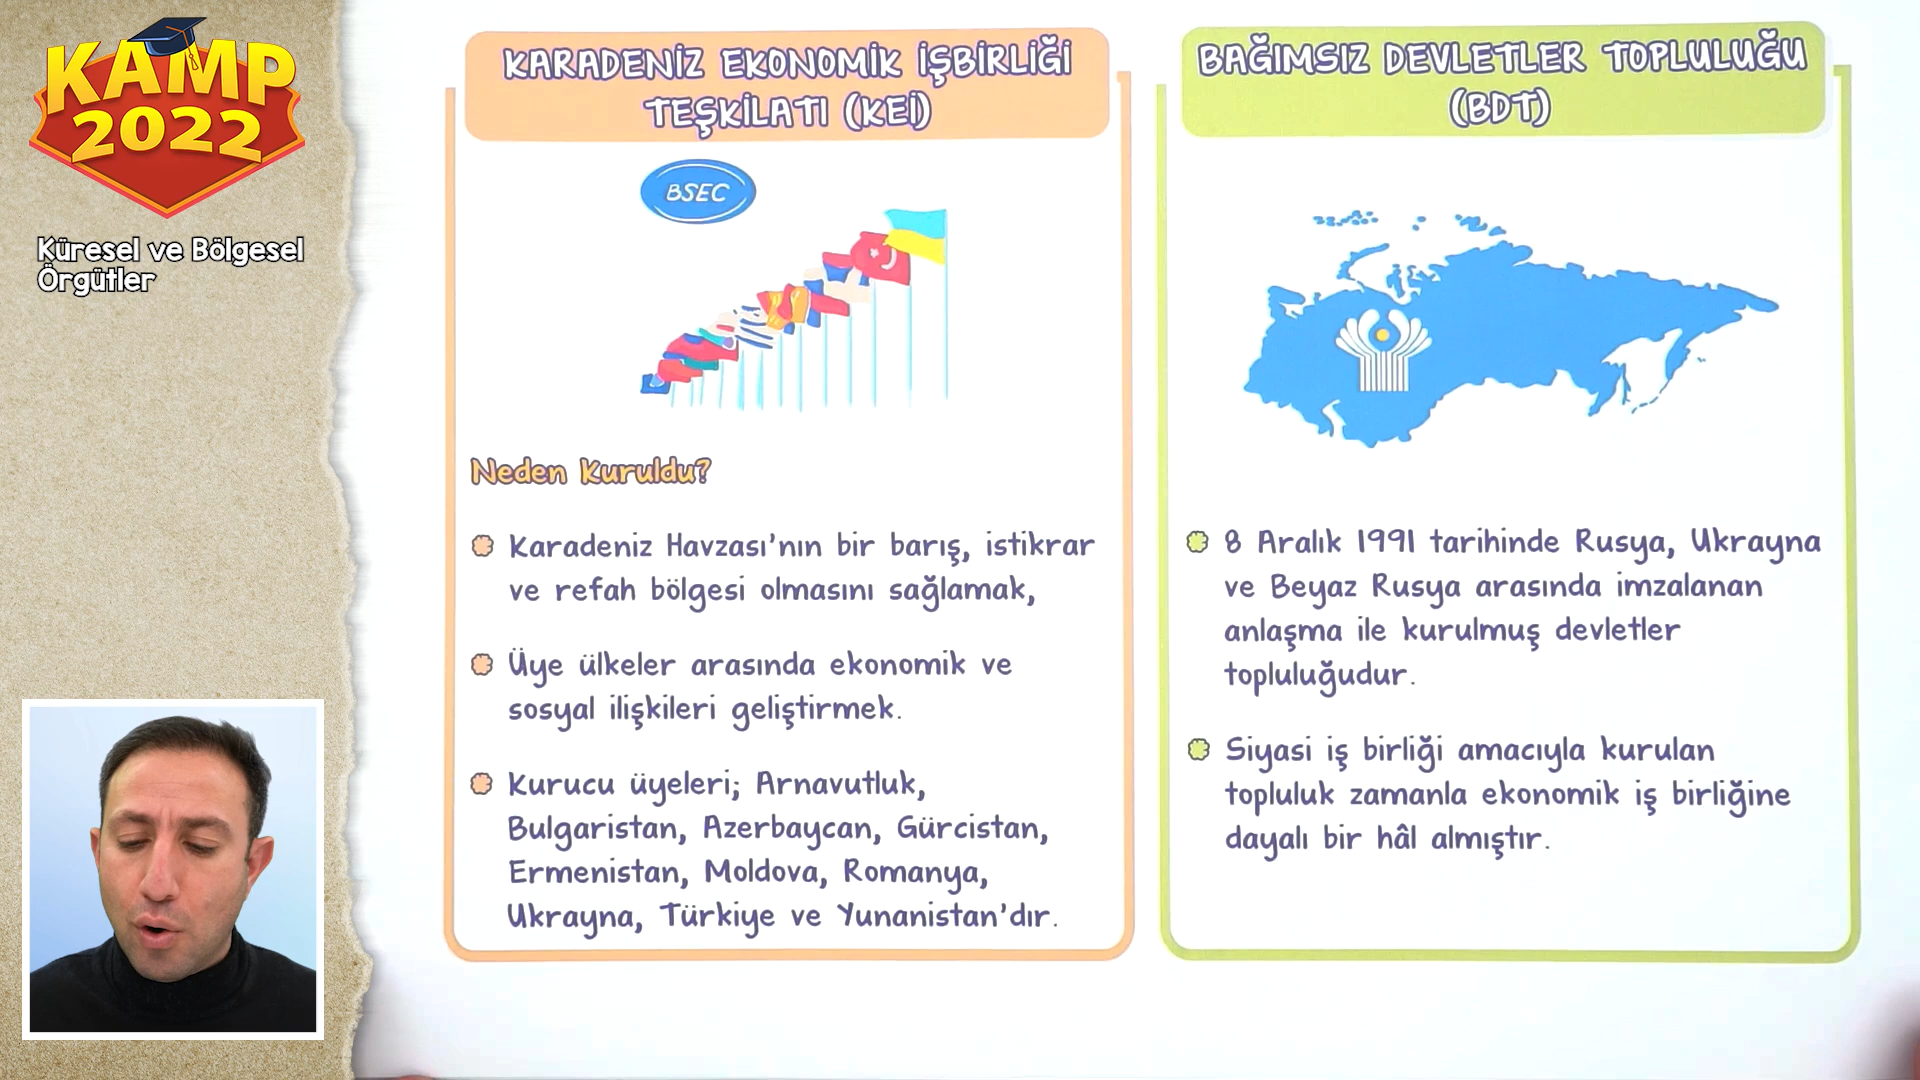 KAMP
2022
Küresel ve Bölgesel
Örgütler
KARADENİZ EKONOMİK İŞBİRLİĞİ
TEŞKİLATI (KEİ)
BSEC
Neden Kuruldu?
Karadeniz Havzası'nın bir barış, istikrar
ve refah bölgesi olmasını sağlamak,
Üye ülkeler arasında ekonomik ve
sosyal ilişkileri geliştirmek.
Kurucu üyeleri; Arnavutluk,
Bulgaristan, Azerbaycan, Gürcistan,
Ermenistan, Moldova, Romanya,
Ukrayna, Türkiye ve Yunanistan'dır.
BAĞIMSIZ DEVLETLER TOPLULUĞU
(BDT)
8 Aralık 1991 tarihinde Rusya, Ukrayna
ve Beyaz Rusya arasında imzalanan
anlaşma ile kurulmuş devletler
topluluğudur.
Siyasi iş birliği amacıyla kurulan
topluluk zamanla ekonomik iş birliğine
dayalı bir hâl almıştır.